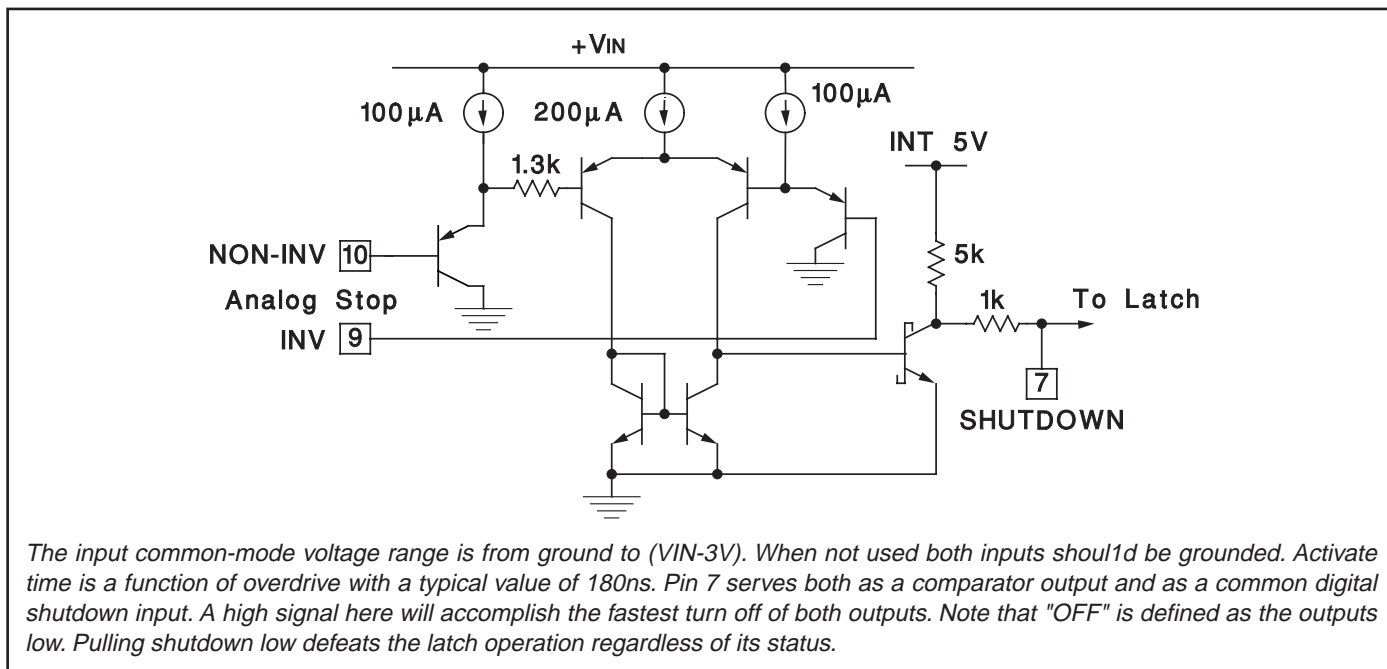 +VIN
100µA
200µA
100µA
INT 5V
1.3k
5k
NON-INV 10
1k
To Latch
Analog Stop
INV 9
7
SHUTDOWN
The input common-mode voltage range is from ground to (VIN-3V). When not used both inputs shoul1d be grounded. Activate
time is a function of overdrive with a typical value of 180ns. Pin 7 serves both as a comparator output and as a common digital
shutdown input. A high signal here will accomplish the fastest turn off of both outputs. Note that "OFF" is defined as the outputs
low. Pulling shutdown low defeats the latch operation regardless of its status.